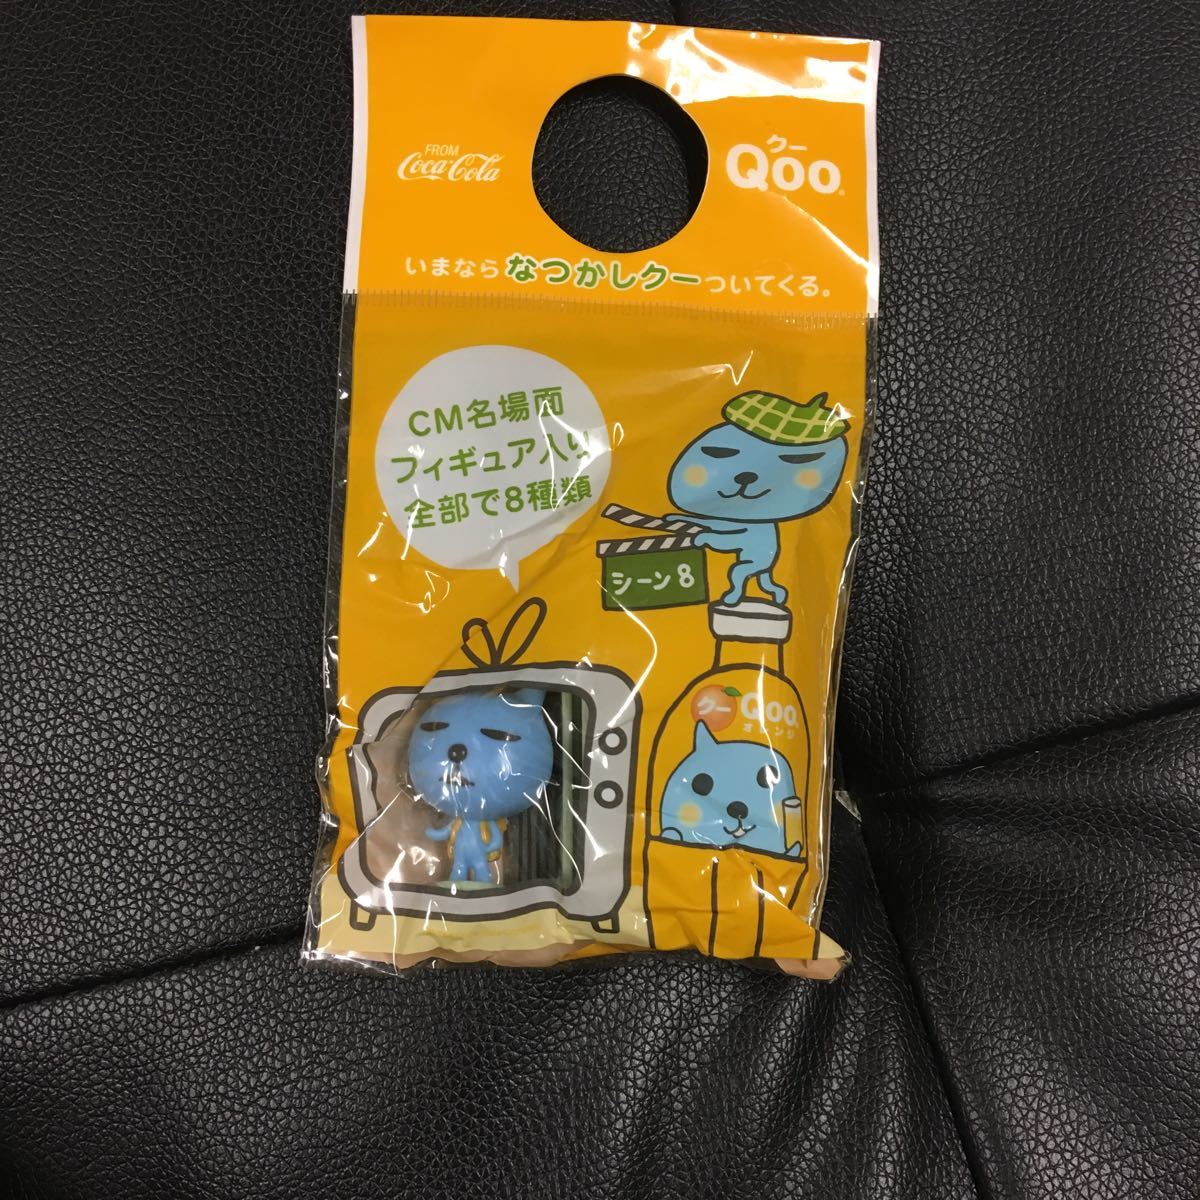 FROM
Coca-Cola
クー
Qoo®
いまなら なつかしクー ついてくる。
CM名場面
フィギュア入り
全部で8種類
シーン8
クー Qoo
オレンジ